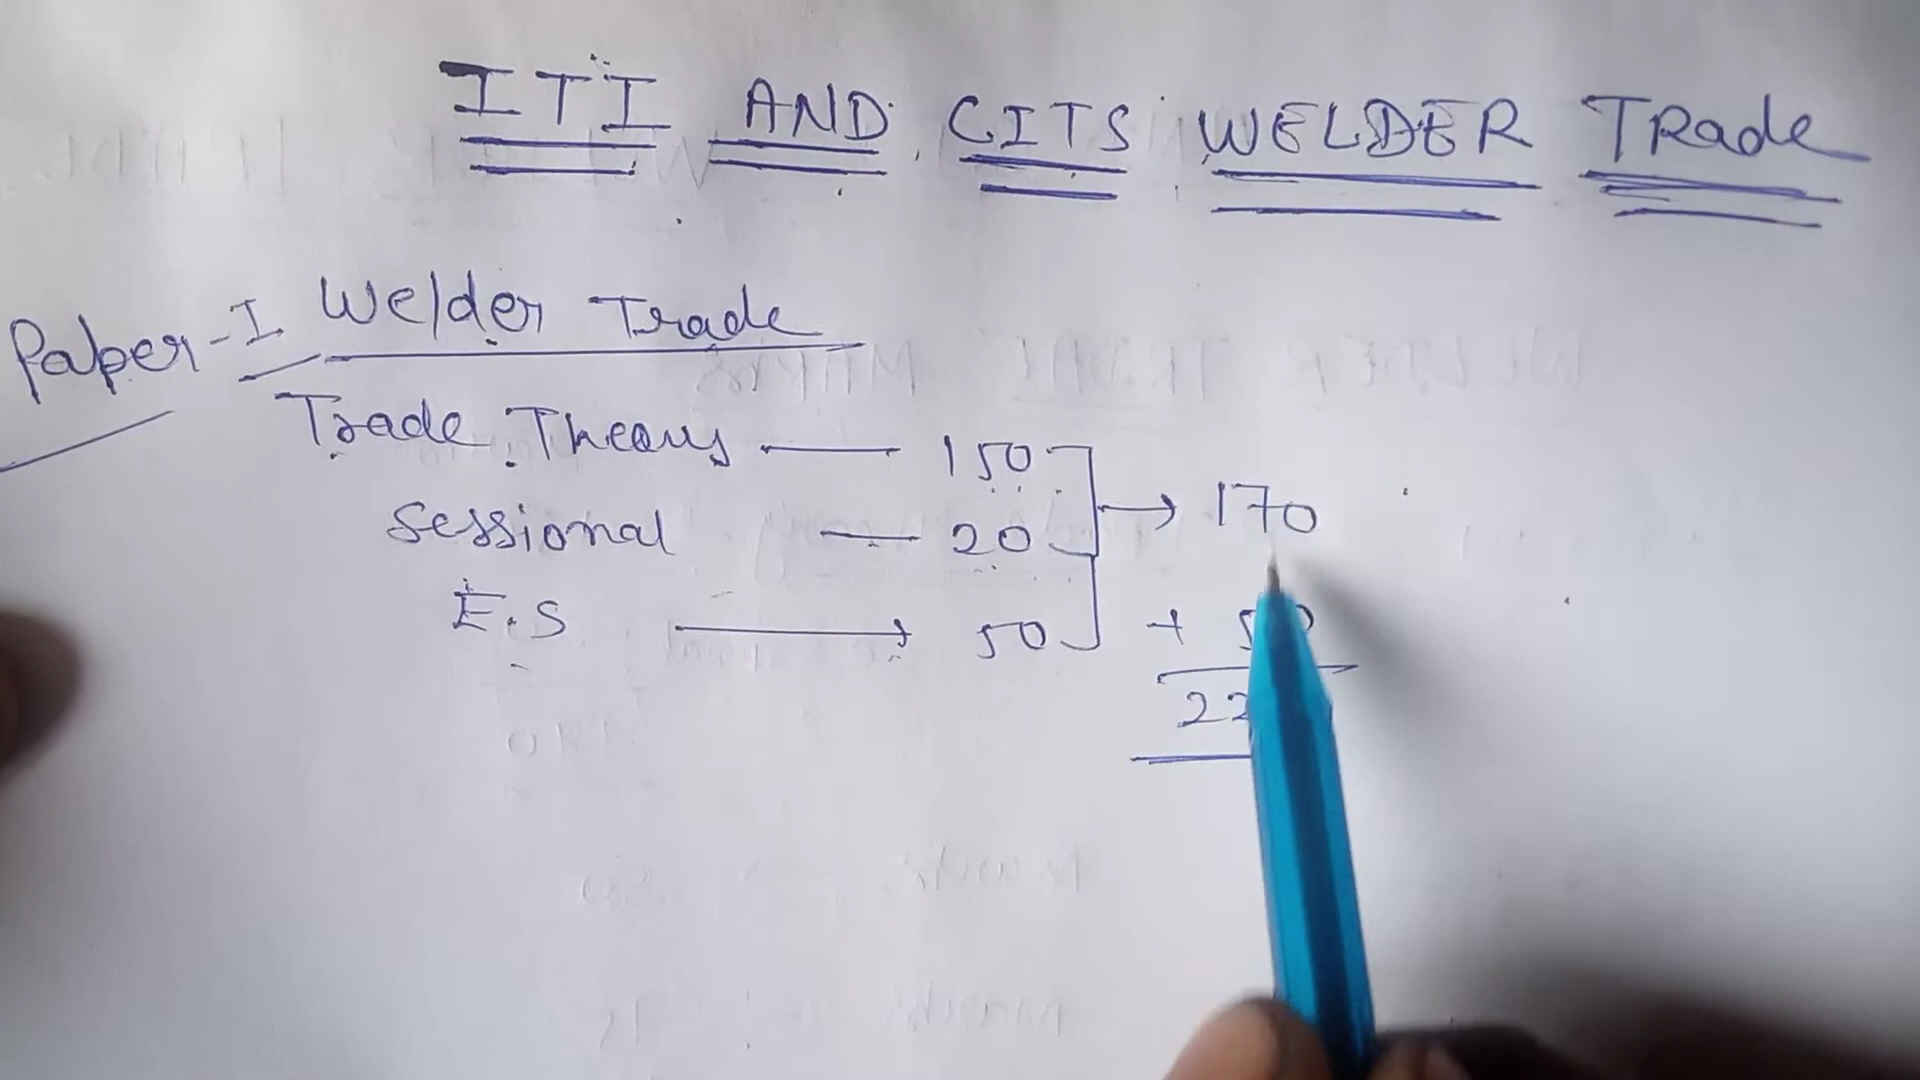 ITI AND CITS WELDER Trade
Paper-I Welder Trade
Trade Theory — 150 → 170
Sessional — 20
E.S → 50 +